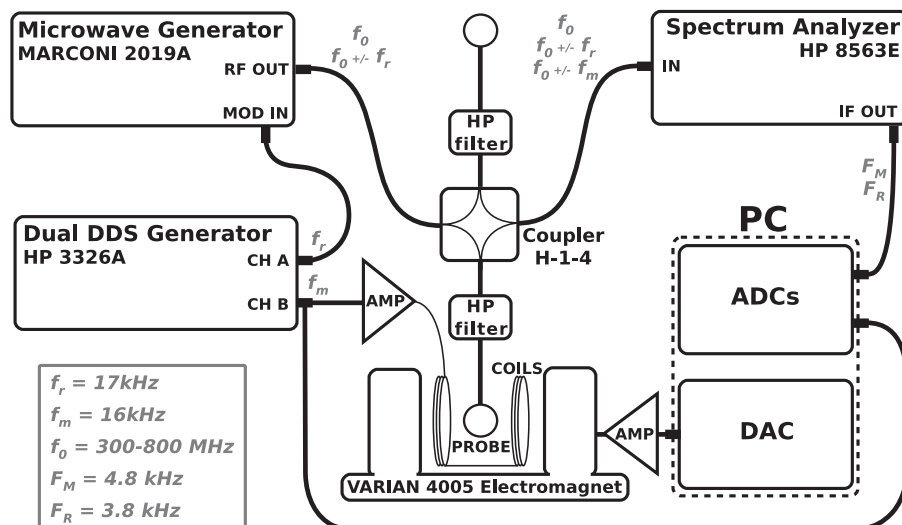 Microwave Generator
MARCONI 2019A
RF OUT
MOD IN
f0
f0 +/- fr
f0
f0 +/- fr
f0 +/- fm
Spectrum Analyzer
HP 8563E
IN
IF OUT
HP
filter
FM
FR
Dual DDS Generator
HP 3326A
CH A
CH B
fr
fm
AMP
Coupler
H-1-4
HP
filter
PC
ADCs
DAC
COILS
PROBE
AMP
VARIAN 4005 Electromagnet
fr = 17kHz
fm = 16kHz
f0 = 300-800 MHz
FM = 4.8 kHz
FR = 3.8 kHz